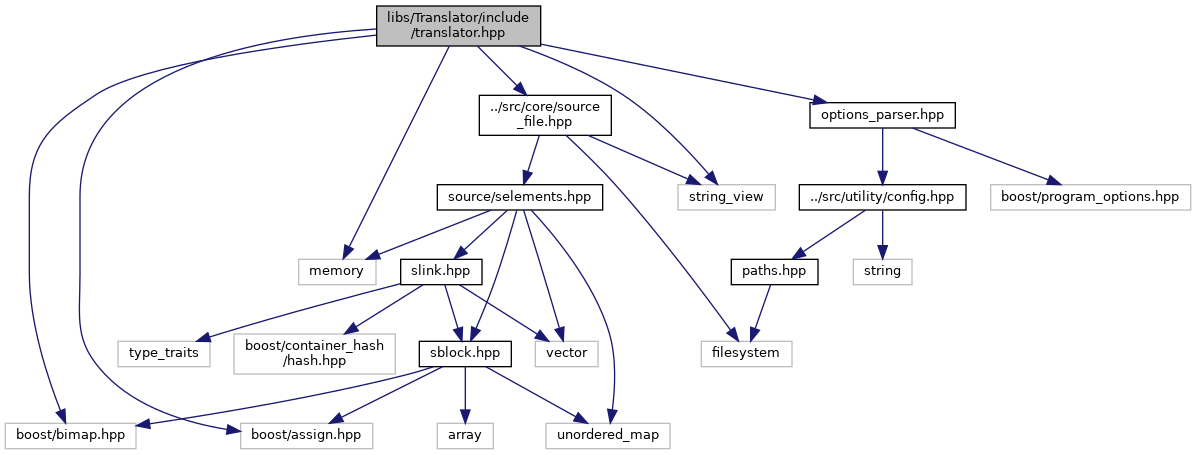 libs/Translator/include
/translator.hpp
../src/core/source
_file.hpp
options_parser.hpp
source/selements.hpp
string_view
../src/utility/config.hpp
boost/program_options.hpp
memory
slink.hpp
paths.hpp
string
type_traits
boost/container_hash
/hash.hpp
sblock.hpp
vector
filesystem
boost/bimap.hpp
boost/assign.hpp
array
unordered_map